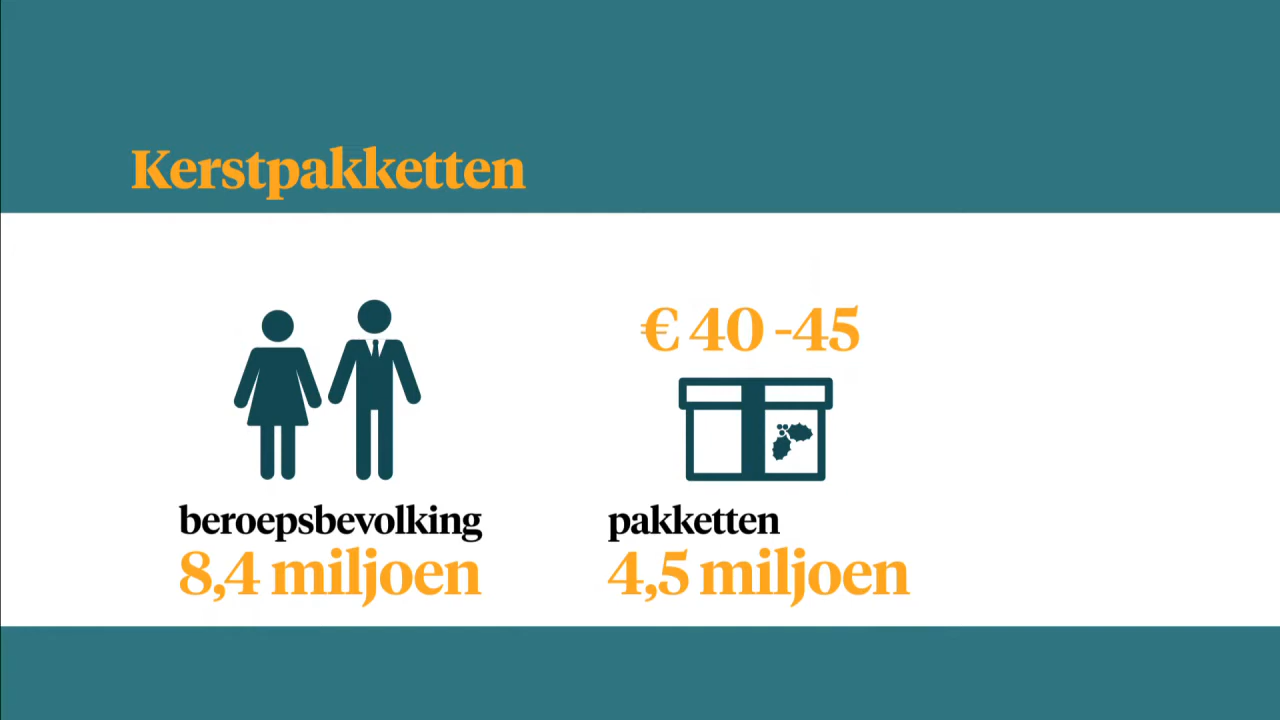 Kerstpakketten
€ 40 -45
beroepsbevolking
8,4 miljoen
pakketten
4,5 miljoen